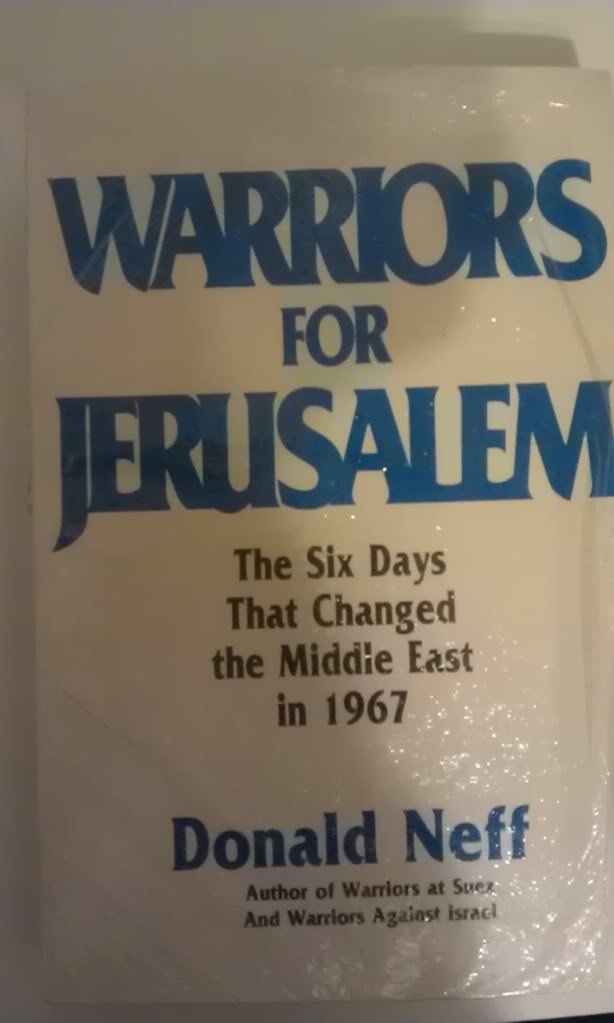 WARRIORS
FOR
JERUSALEM
The Six Days
That Changed
the Middle East
in 1967
Donald Neff
Author of Warriors at Suez
And Warriors Against Israel